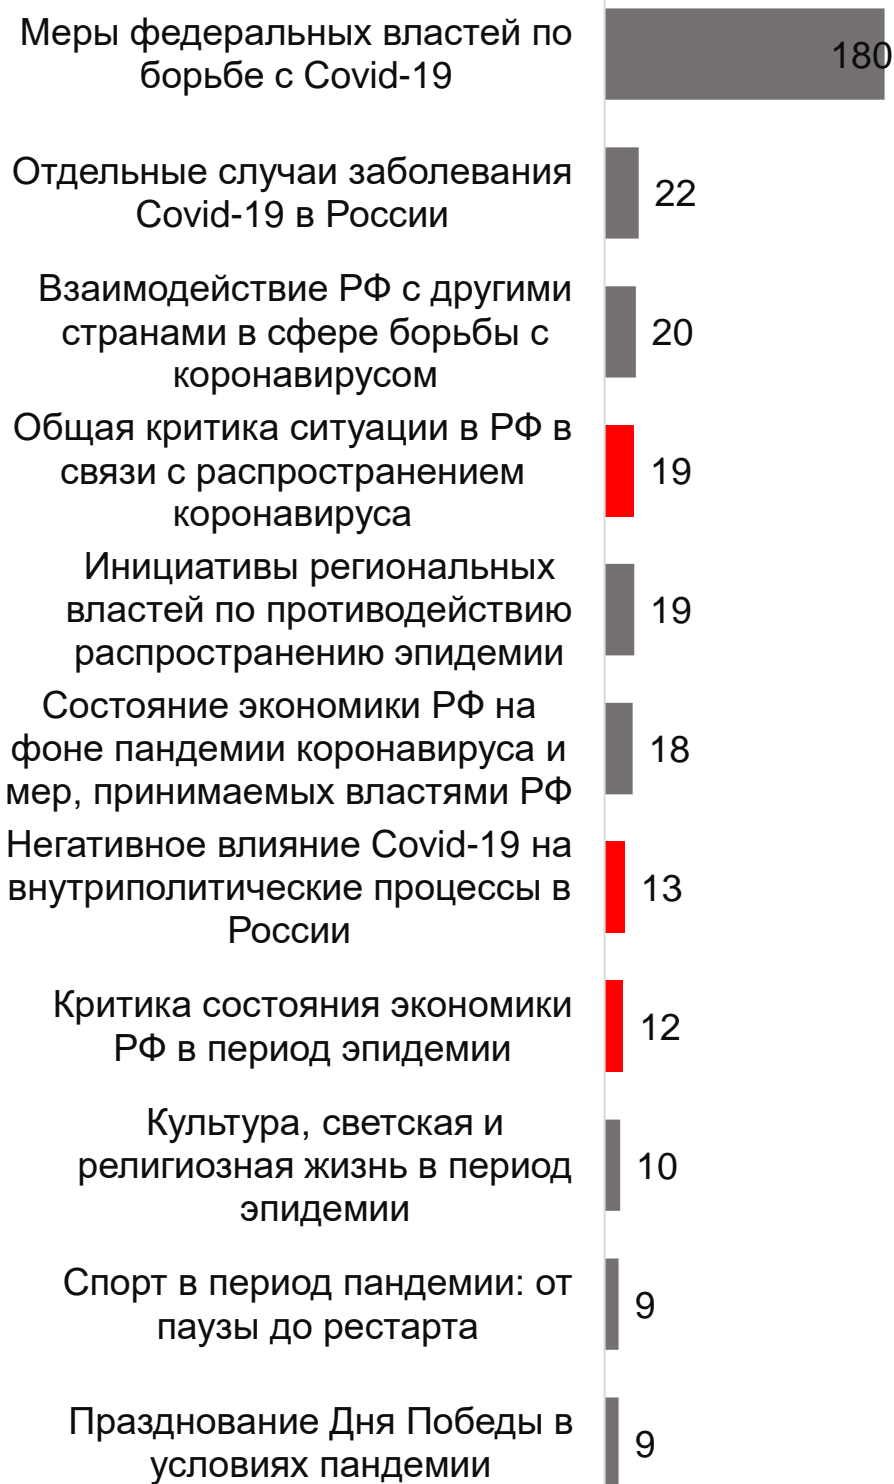 Меры федеральных властей по
борьбе с Covid-19
180
Отдельные случаи заболевания
Covid-19 в России
22
Взаимодействие РФ с другими
странами в сфере борьбы с
коронавирусом
20
Общая критика ситуации в РФ в
связи с распространением
коронавируса
19
Инициативы региональных
властей по противодействию
распространению эпидемии
19
Состояние экономики РФ на
фоне пандемии коронавируса и
мер, принимаемых властями РФ
18
Негативное влияние Covid-19 на
внутриполитические процессы в
России
13
Критика состояния экономики
РФ в период эпидемии
12
Культура, светская и
религиозная жизнь в период
эпидемии
10
Спорт в период пандемии: от
паузы до рестарта
9
Празднование Дня Победы в
условиях пандемии
9